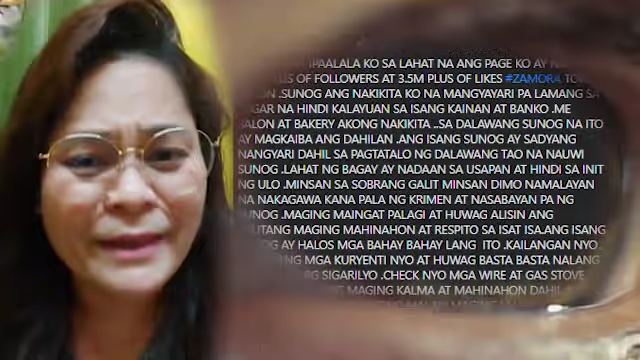 IPAALALA KO SA LAHAT NA ANG PAGE KO AY
OF FOLLOWERS AT 3.5M PLUS OF LIKES #ZAMORA
.SUNOG ANG NAKIKITA KO NA MANGYAYARI PA LAMANG SA
NA HINDI KALAYUAN SA ISANG KAINAN AT BANKO .ME
SALON AT BAKERY AKONG NAKIKITA ..SA DALAWANG SUNOG NA ITO
AY MAGKAIBA ANG DAHILAN .ANG ISANG SUNOG AY SADYANG
NANGYARI DAHIL SA PAGTATALO NG DALAWANG TAO NA NAUWI
SUNOG .LAHAT NG BAGAY AY NADAAN SA USAPAN AT HINDI SA INIT
NG ULO .MINSAN SA SOBRANG GALIT MINSAN DIMO NAMALAYAN
NA NAKAGAWA KANA PALA NG KRIMEN AT NASABAYAN PA NG
SUNOG .MAGING MAINGAT PALAGI AT HUWAG ALISIN ANG
MAHINAHON AT RESPITO SA ISAT ISA.ANG ISANG
AY HALOS MGA BAHAY BAHAY LANG ITO .KAILANGAN NYO
MGA KURYENTI NYO AT HUWAG BASTA BASTA NALANG
SIGARILYO .CHECK NYO MGA WIRE AT GAS STOVE
MAGING KALMA AT MAHINAHON DAHIL